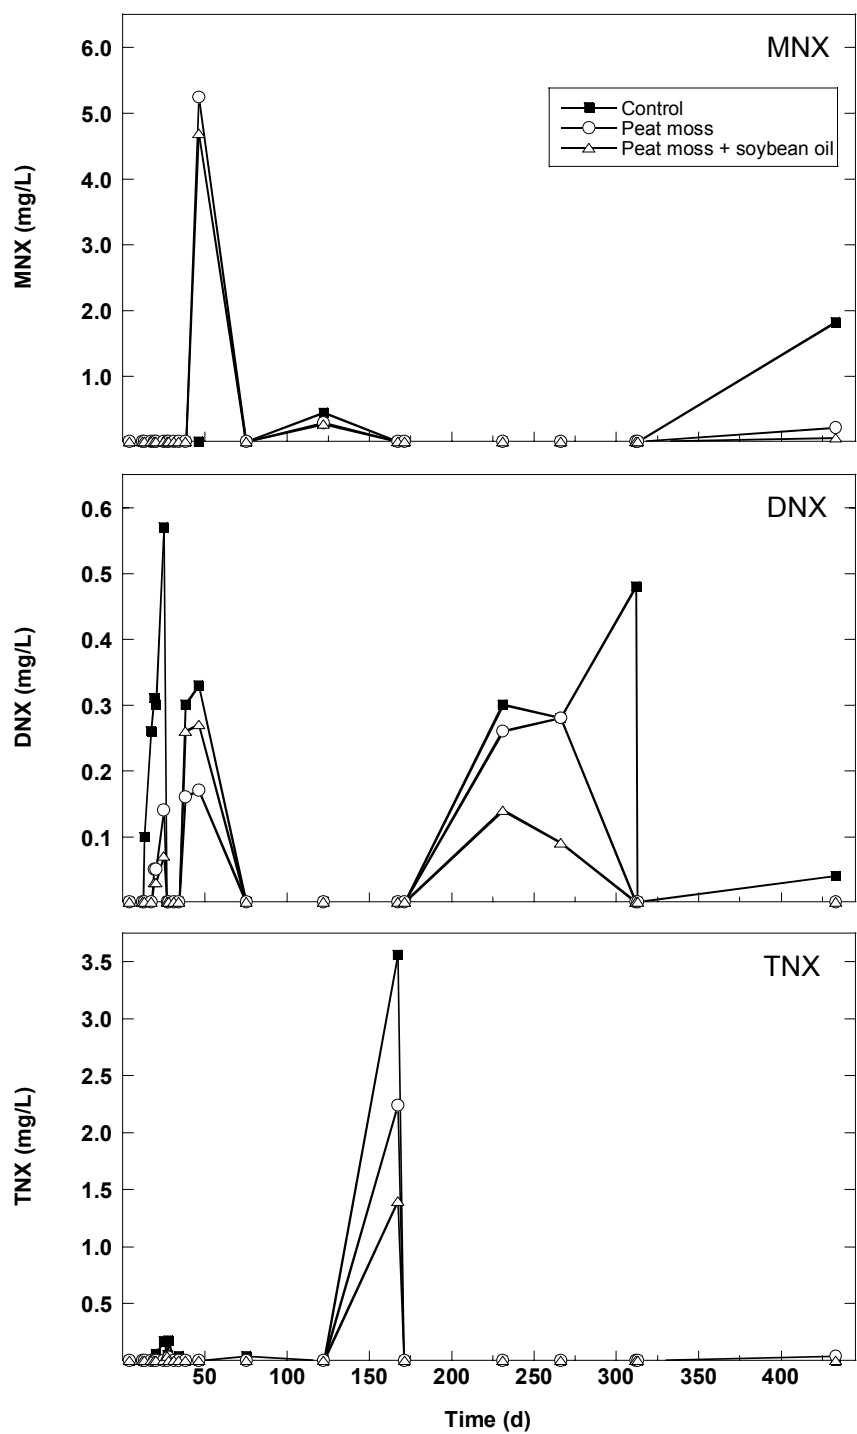 MNX
6.0
5.0
4.0
3.0
2.0
1.0
MNX (mg/L)
Control
Peat moss
Peat moss + soybean oil
DNX
0.6
0.5
0.4
0.3
0.2
0.1
DNX (mg/L)
TNX
3.5
3.0
2.5
2.0
1.5
1.0
0.5
TNX (mg/L)
50 100 150 200 250 300 350 400
Time (d)